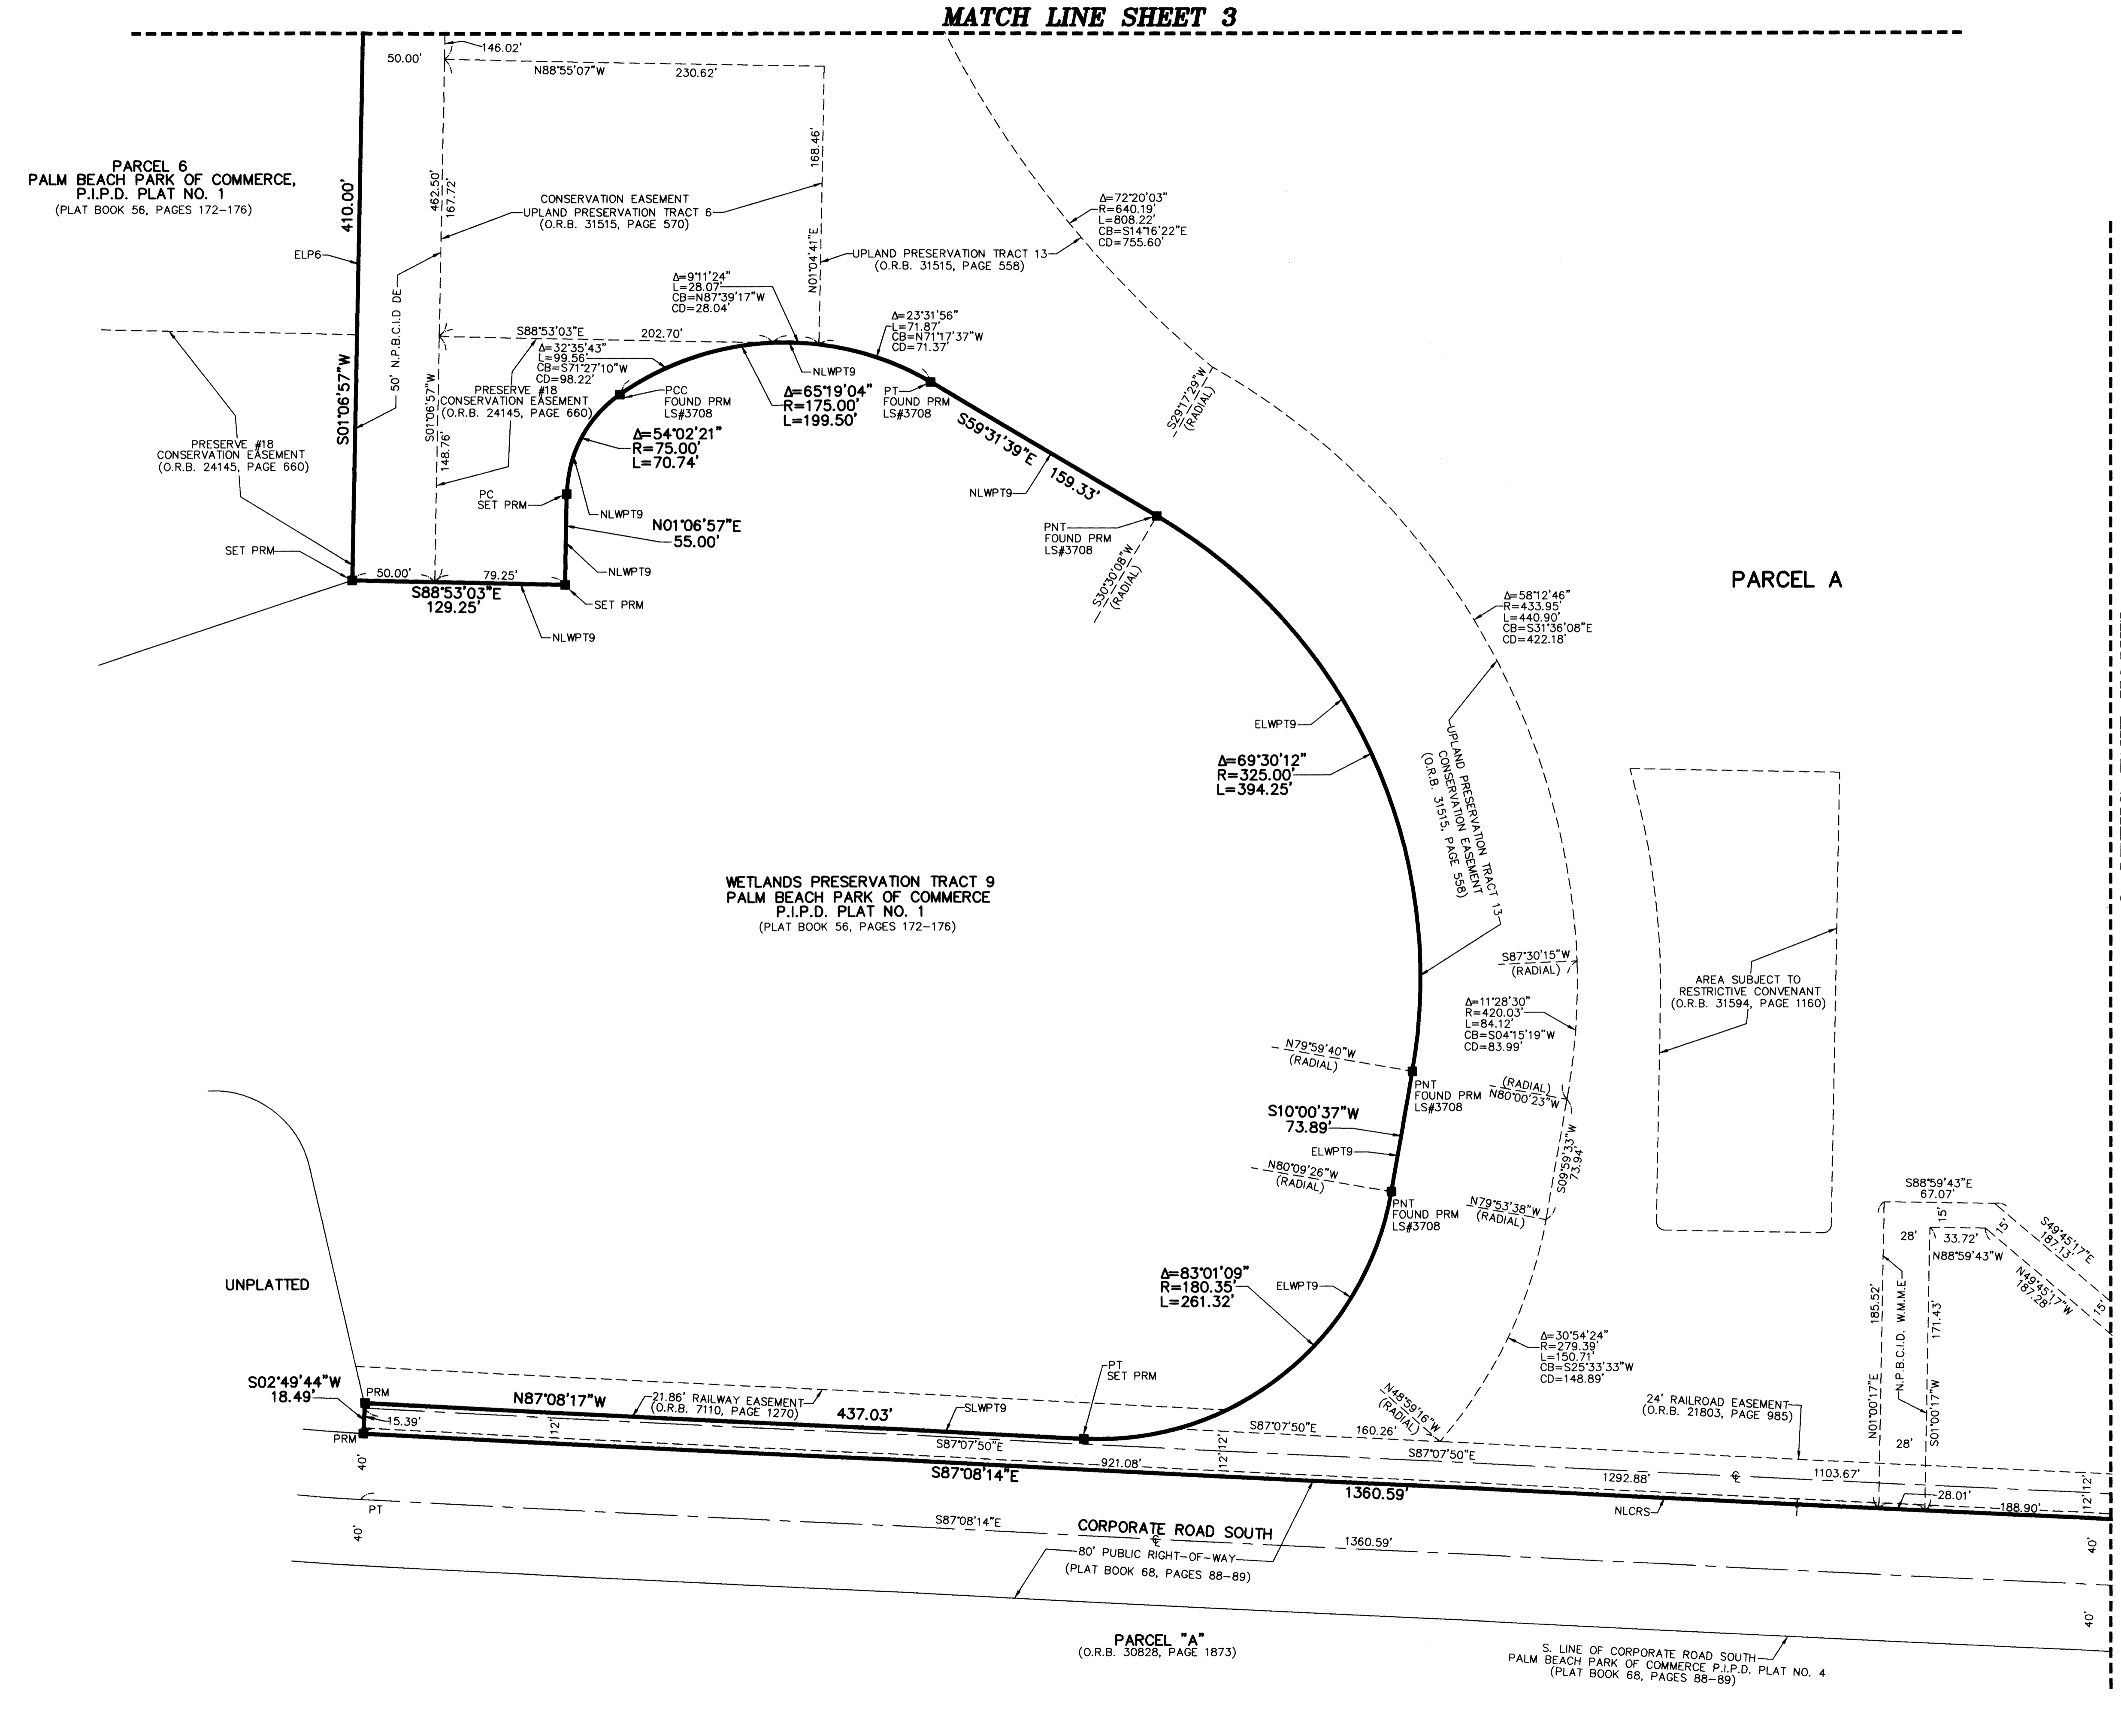 MATCH LINE SHEET 3
146.02'
50.00'
N88°55'07"W
230.62'
PARCEL 6
PALM BEACH PARK OF COMMERCE,
P.I.P.D. PLAT NO. 1
(PLAT BOOK 56, PAGES 172-176)
410.00'
S01°06'57"W
ELP6
462.50'
167.72'
50' N.P.B.C.I.D DE
CONSERVATION EASEMENT
UPLAND PRESERVATION TRACT 6
(O.R.B. 31515, PAGE 570)
168.46'
N01°04'41"E
Δ=72°20'03"
R=640.19'
L=808.22'
CB=S14°16'22"E
CD=755.60'
UPLAND PRESERVATION TRACT 13
(O.R.B. 31515, PAGE 558)
Δ=9°11'24"
L=28.07'
CB=N87°39'17"W
CD=28.04'
Δ=23°31'56"
L=71.87'
CB=N71°17'37"W
CD=71.37'
S88°53'03"E
202.70'
Δ=32°35'43"
L=99.56'
CB=S71°27'10"W
CD=98.22'
PRESERVE #18
CONSERVATION EASEMENT
(O.R.B. 24145, PAGE 660)
S01°06'57"W
148.76'
NLWPT9
PCC
FOUND PRM
LS#3708
Δ=65°19'04"
R=175.00'
L=199.50'
PT
FOUND PRM
LS#3708
S29°17'29"W
(RADIAL)
Δ=54°02'21"
R=75.00'
L=70.74'
S59°31'39"E
159.33'
NLWPT9
PRESERVE #18
CONSERVATION EASEMENT
(O.R.B. 24145, PAGE 660)
PC
SET PRM
NLWPT9
N01°06'57"E
55.00'
PNT
FOUND PRM
LS#3708
S30°30'08"W
(RADIAL)
SET PRM
50.00'
79.25'
S88°53'03"E
129.25'
NLWPT9
SET PRM
NLWPT9
PARCEL A
Δ=58°12'46"
R=433.95'
L=440.90'
CB=S31°36'08"E
CD=422.18'
ELWPT9
Δ=69°30'12"
R=325.00'
L=394.25'
UPLAND PRESERVATION TRACT 13
CONSERVATION EASEMENT
(O.R.B. 31515, PAGE 558)
WETLANDS PRESERVATION TRACT 9
PALM BEACH PARK OF COMMERCE
P.I.P.D. PLAT NO. 1
(PLAT BOOK 56, PAGES 172-176)
S87°30'15"W
(RADIAL)
AREA SUBJECT TO
RESTRICTIVE CONVENANT
(O.R.B. 31594, PAGE 1160)
Δ=11°28'30"
R=420.03'
L=84.12'
CB=S04°15'19"W
CD=83.99'
N79°59'40"W
(RADIAL)
PNT
FOUND PRM
LS#3708
(RADIAL)
N80°00'23"W
S10°00'37"W
73.89'
ELWPT9
S09°59'33"W
73.94'
N80°09'26"W
(RADIAL)
PNT
FOUND PRM
LS#3708
N79°53'38"W
(RADIAL)
S88°59'43"E
67.07'
15'
28'
33.72'
N88°59'43"W
15'
S49°45'17"E
187.13'
N49°45'17"W
187.28'
15'
UNPLATTED
Δ=83°01'09"
R=180.35'
L=261.32'
ELWPT9
185.52'
N01°00'17"E
N.P.B.C.I.D. W.M.M.E
171.43'
S01°00'17"W
28'
Δ=30°54'24"
R=279.39'
L=150.71'
CB=S25°33'33"W
CD=148.89'
PT
SET PRM
S02°49'44"W
18.49'
PRM
15.39'
PRM
N87°08'17"W
21.86' RAILWAY EASEMENT
(O.R.B. 7110, PAGE 1270)
437.03'
SLWPT9
12'
N48°59'16"W
(RADIAL)
24' RAILROAD EASEMENT
(O.R.B. 21803, PAGE 985)
S87°07'50"E
160.26'
S87°07'50"E
S87°07'50"E
12'
12'
921.08'
S87°08'14"E
1360.59'
1292.88'
1103.67'
28.01'
188.90'
12'
12'
NLCRS
40'
PT
40'
S87°08'14"E
CORPORATE ROAD SOUTH
1360.59'
80' PUBLIC RIGHT-OF-WAY
(PLAT BOOK 68, PAGES 88-89)
40'
40'
PARCEL "A"
(O.R.B. 30828, PAGE 1873)
S. LINE OF CORPORATE ROAD SOUTH
PALM BEACH PARK OF COMMERCE P.I.P.D. PLAT NO. 4
(PLAT BOOK 68, PAGES 88-89)